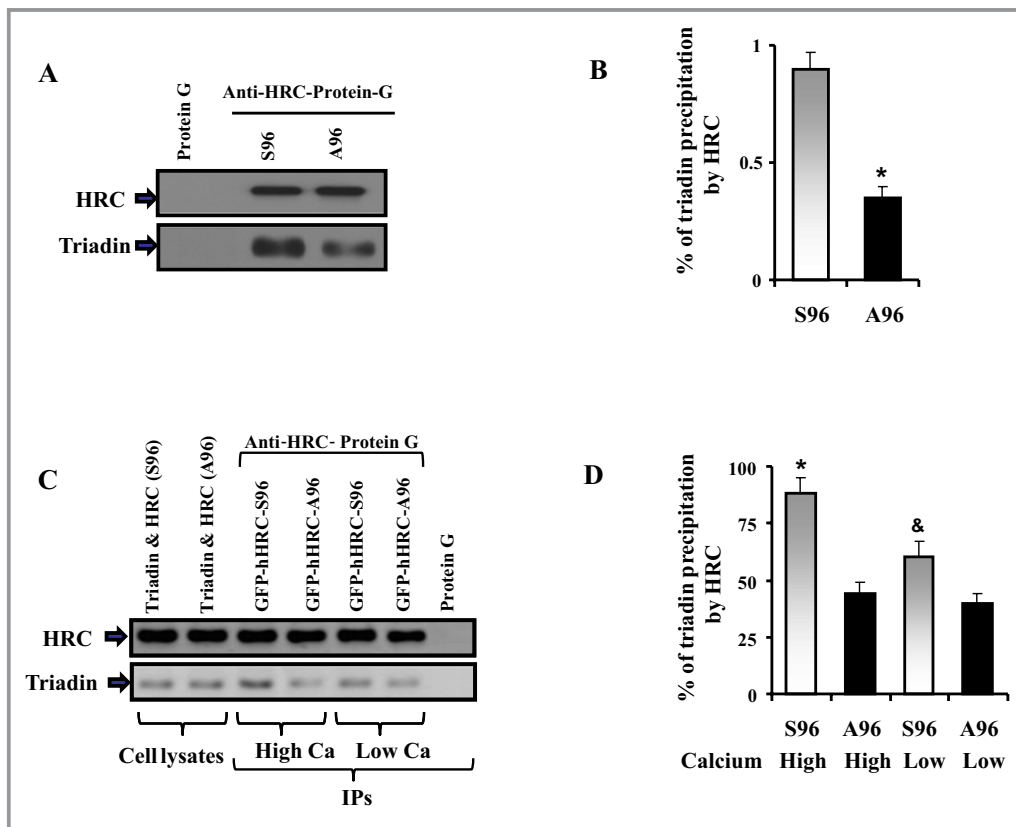 A
Protein G
Anti-HRC-Protein-G
S96
A96
HRC
Triadin
B
% of triadin precipitation
by HRC
1
0.5
0
*
S96
A96
C
Anti-HRC- Protein G
Triadin & HRC (S96)
Triadin & HRC (A96)
GFP-hHRC-S96
GFP-hHRC-A96
GFP-hHRC-S96
GFP-hHRC-A96
Protein G
HRC
Triadin
Cell lysates
High Ca
Low Ca
IPs
D
% of triadin precipitation
by HRC
100
75
50
25
0
*
&
S96 A96 S96 A96
Calcium High High Low Low